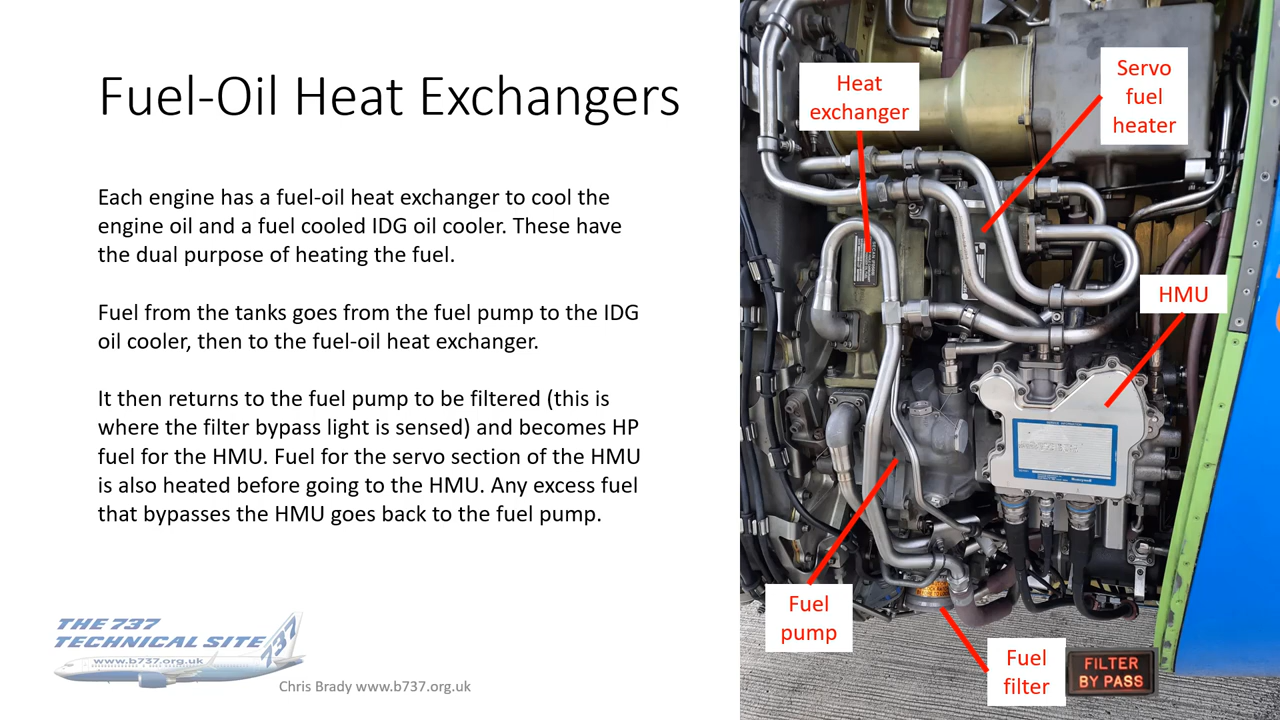 Fuel-Oil Heat Exchangers
Each engine has a fuel-oil heat exchanger to cool the
engine oil and a fuel cooled IDG oil cooler. These have
the dual purpose of heating the fuel.
Fuel from the tanks goes from the fuel pump to the IDG
oil cooler, then to the fuel-oil heat exchanger.
It then returns to the fuel pump to be filtered (this is
where the filter bypass light is sensed) and becomes HP
fuel for the HMU. Fuel for the servo section of the HMU
is also heated before going to the HMU. Any excess fuel
that bypasses the HMU goes back to the fuel pump.
THE 737
TECHNICAL SITE
www.b737.org.uk
737
Chris Brady www.b737.org.uk
Heat
exchanger
Servo
fuel
heater
HMU
Honeywell
Fuel
pump
Fuel
filter
FILTER
BY PASS